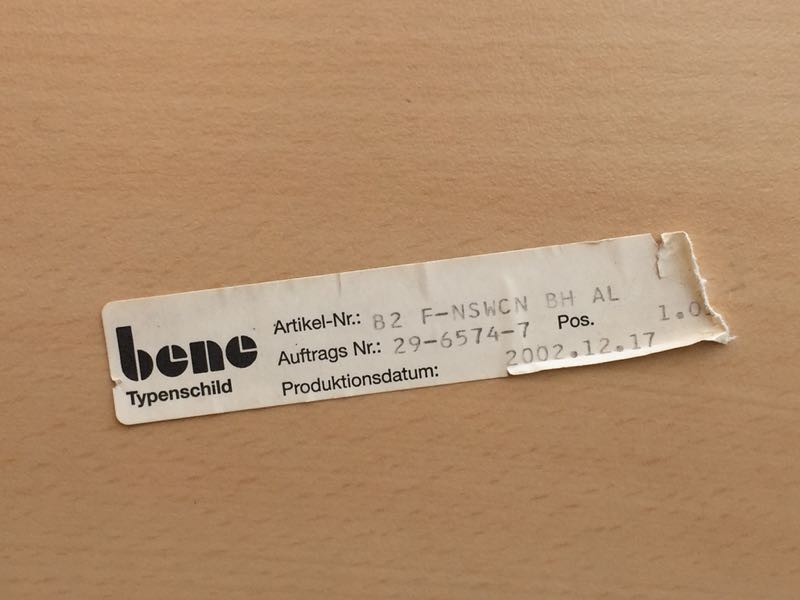 bene
Typenschild
Artikel-Nr.: B2 F-NSWCN BH AL
Auftrags Nr.: 29-6574-7 Pos.
Produktionsdatum: 2002.12.17